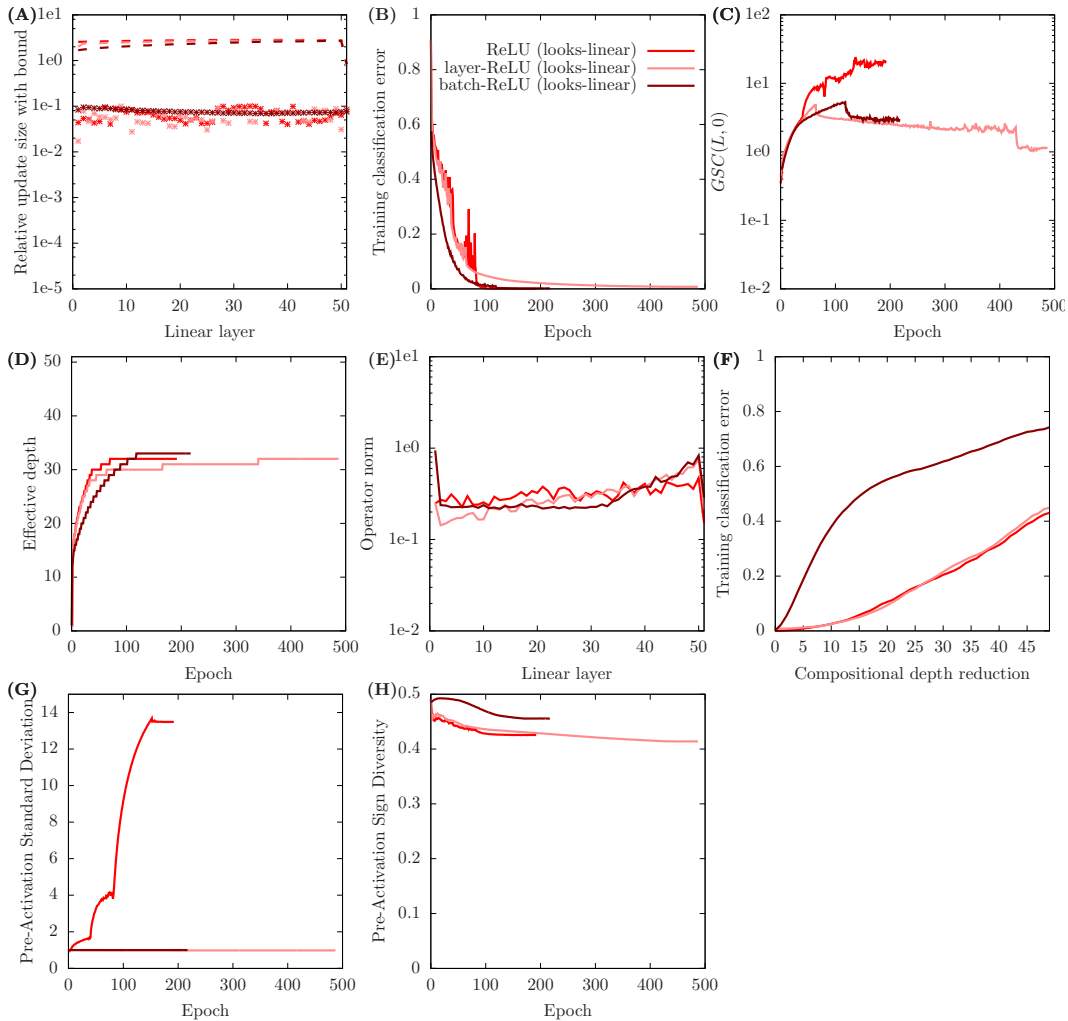 (A)
Relative update size with bound
1e1
1e0
1e-1
1e-2
1e-3
1e-4
1e-5
0 10 20 30 40 50
Linear layer
(B)
Training classification error
1
0.8
0.6
0.4
0.2
0
0 100 200 300 400 500
Epoch
ReLU (looks-linear)
layer-ReLU (looks-linear)
batch-ReLU (looks-linear)
(C)
GSC(L, 0)
1e2
1e1
1e0
1e-1
1e-2
0 100 200 300 400 500
Epoch
(D)
Effective depth
50
40
30
20
10
0
0 100 200 300 400 500
Epoch
(E)
Operator norm
1e1
1e0
1e-1
1e-2
0 10 20 30 40 50
Linear layer
(F)
Training classification error
1
0.8
0.6
0.4
0.2
0
0 5 10 15 20 25 30 35 40 45
Compositional depth reduction
(G)
Pre-Activation Standard Deviation
14
12
10
8
6
4
2
0
0 100 200 300 400 500
Epoch
(H)
Pre-Activation Sign Diversity
0.5
0.4
0.3
0.2
0.1
0
0 100 200 300 400 500
Epoch